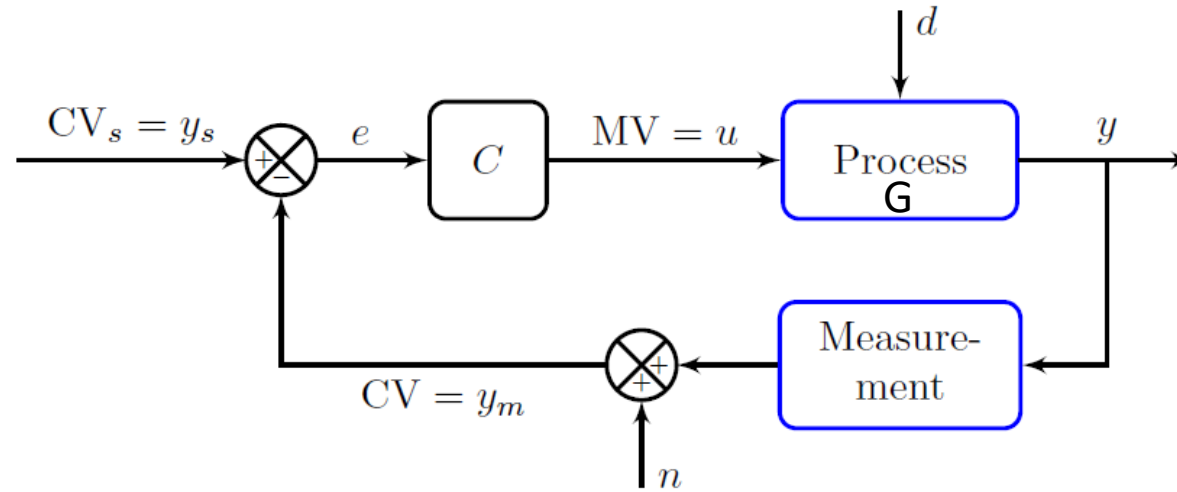 d
CVₛ = yₛ
+
−
e
C
MV = u
Process
G
y
Measure-
ment
+
+
CV = yₘ
n